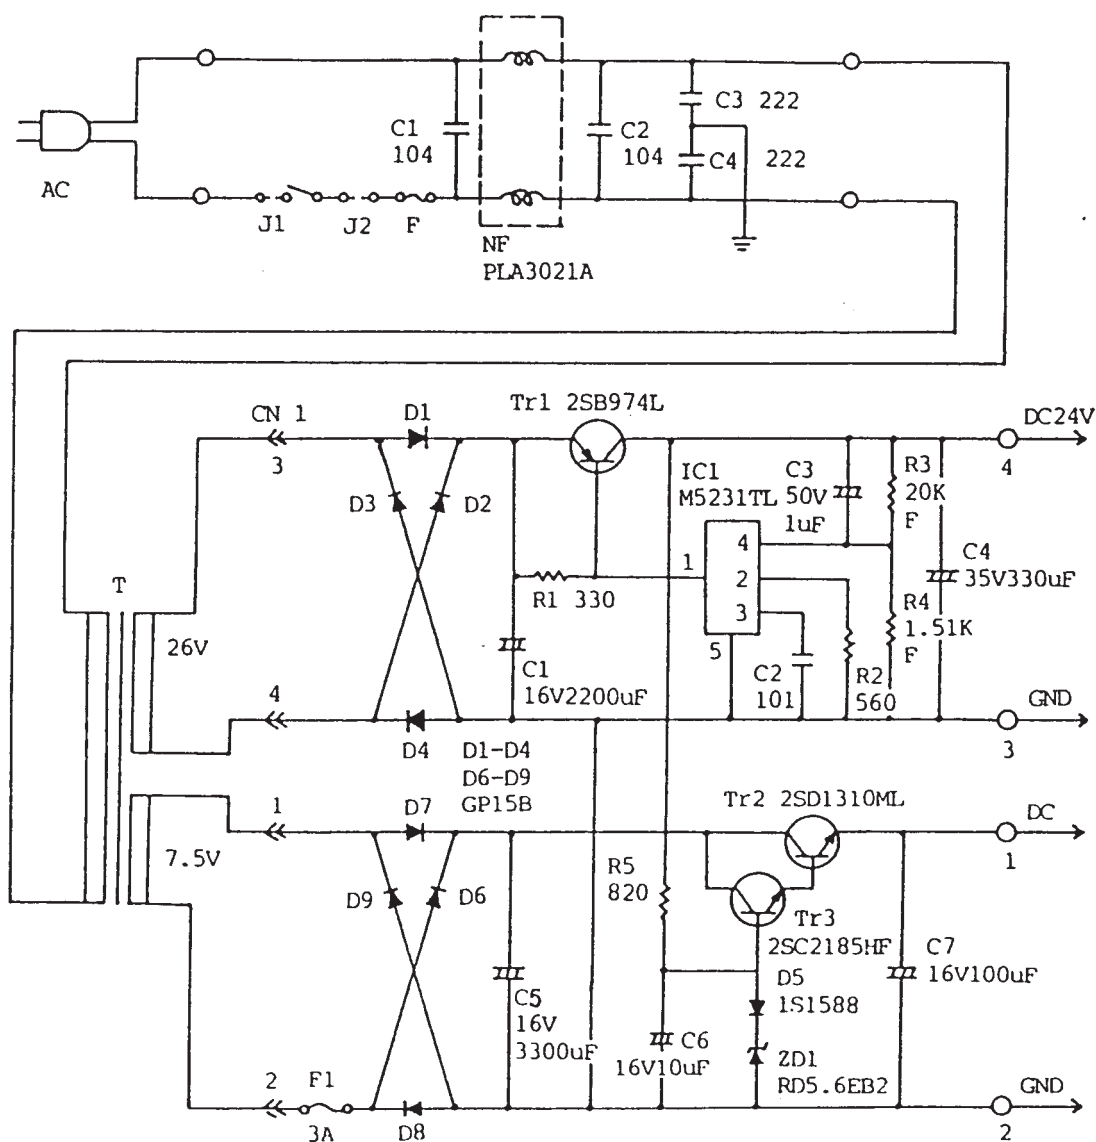 C3 222
C1
104
C2
104
C4 222
AC
J1
J2
F
NF
PLA3021A
Tr1 2SB974L
CN 1
D1
DC24V
3
4
IC1
M5231TL
C3
50V
1uF
R3
20K
F
D3
D2
4
1
2
3
5
C4
35V330uF
T
R1 330
R4
1.51K
F
26V
C1
16V2200uF
C2
101
R2
560
4
GND
D4
3
D1-D4
D6-D9
GP15B
1
D7
Tr2 2SD1310ML
DC
7.5V
1
R5
820
D9
D6
Tr3
2SC2185HF
C7
16V100uF
D5
1S1588
C5
16V
3300uF
C6
16V10uF
ZD1
RD5.6EB2
2
F1
GND
3A
D8
2